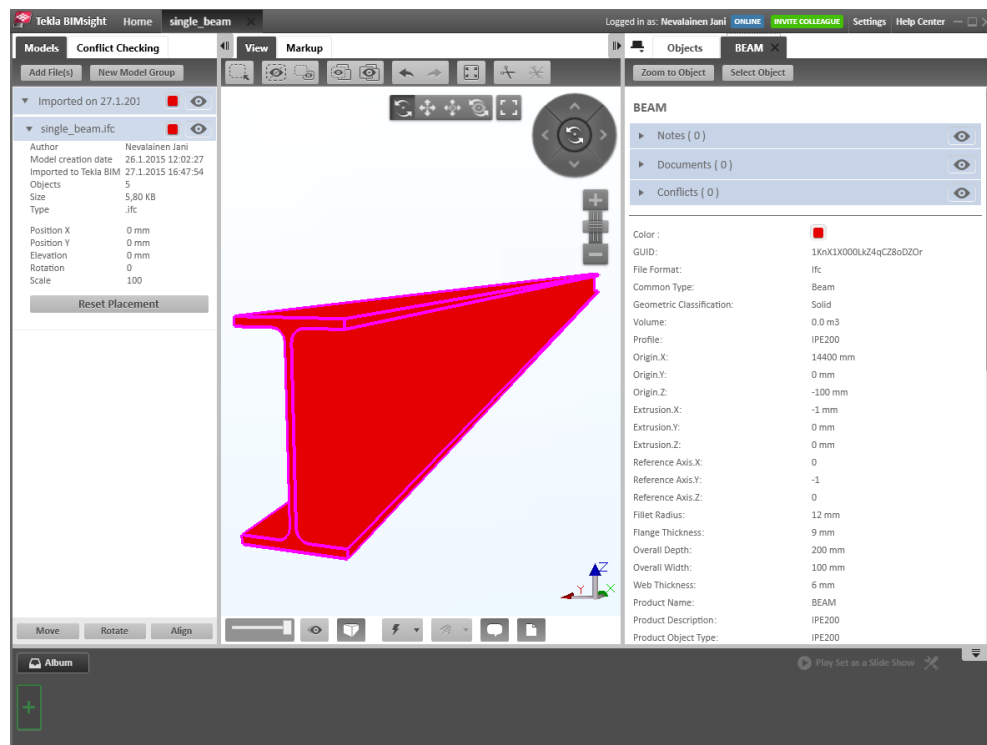 Tekla BIMsight Home single_beam × Logged in as: Nevalainen Jani ONLINE INVITE COLLEAGUE Settings Help Center
Models Conflict Checking
Add File(s) New Model Group
Imported on 27.1.201
single_beam.ifc
Author Nevalainen Jani
Model creation date 26.1.2015 12:02:27
Imported to Tekla BIM 27.1.2015 16:47:54
Objects 5
Size 5,80 KB
Type .ifc
Position X 0 mm
Position Y 0 mm
Elevation 0 mm
Rotation 0
Scale 100
Reset Placement
Move Rotate Align
View Markup
Z
Y X
Objects BEAM ×
Zoom to Object Select Object
BEAM
Notes ( 0 )
Documents ( 0 )
Conflicts ( 0 )
Color :
GUID: 1KnX1X000LkZ4qCZ8oDZOr
File Format: Ifc
Common Type: Beam
Geometric Classification: Solid
Volume: 0.0 m3
Profile: IPE200
Origin.X: 14400 mm
Origin.Y: 0 mm
Origin.Z: -100 mm
Extrusion.X: -1 mm
Extrusion.Y: 0 mm
Extrusion.Z: 0 mm
Reference Axis.X: 0
Reference Axis.Y: -1
Reference Axis.Z: 0
Fillet Radius: 12 mm
Flange Thickness: 9 mm
Overall Depth: 200 mm
Overall Width: 100 mm
Web Thickness: 6 mm
Product Name: BEAM
Product Description: IPE200
Product Object Type: IPE200
Album Play Set as a Slide Show